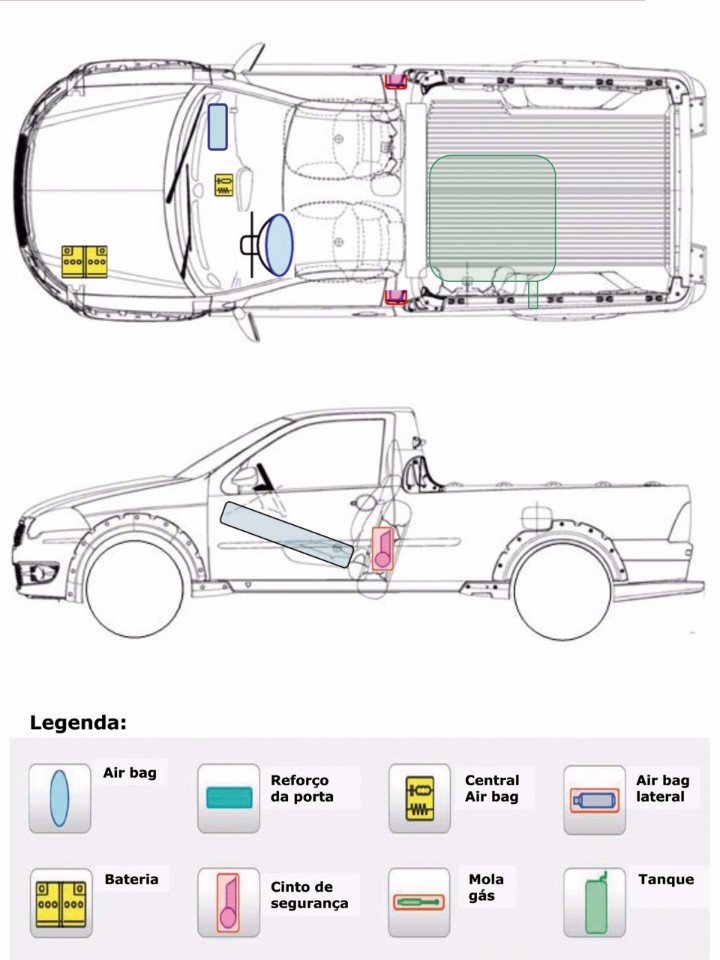 Legenda:
Air bag
Reforço
da porta
Central
Air bag
Air bag
lateral
Bateria
Cinto de
segurança
Mola
gás
Tanque